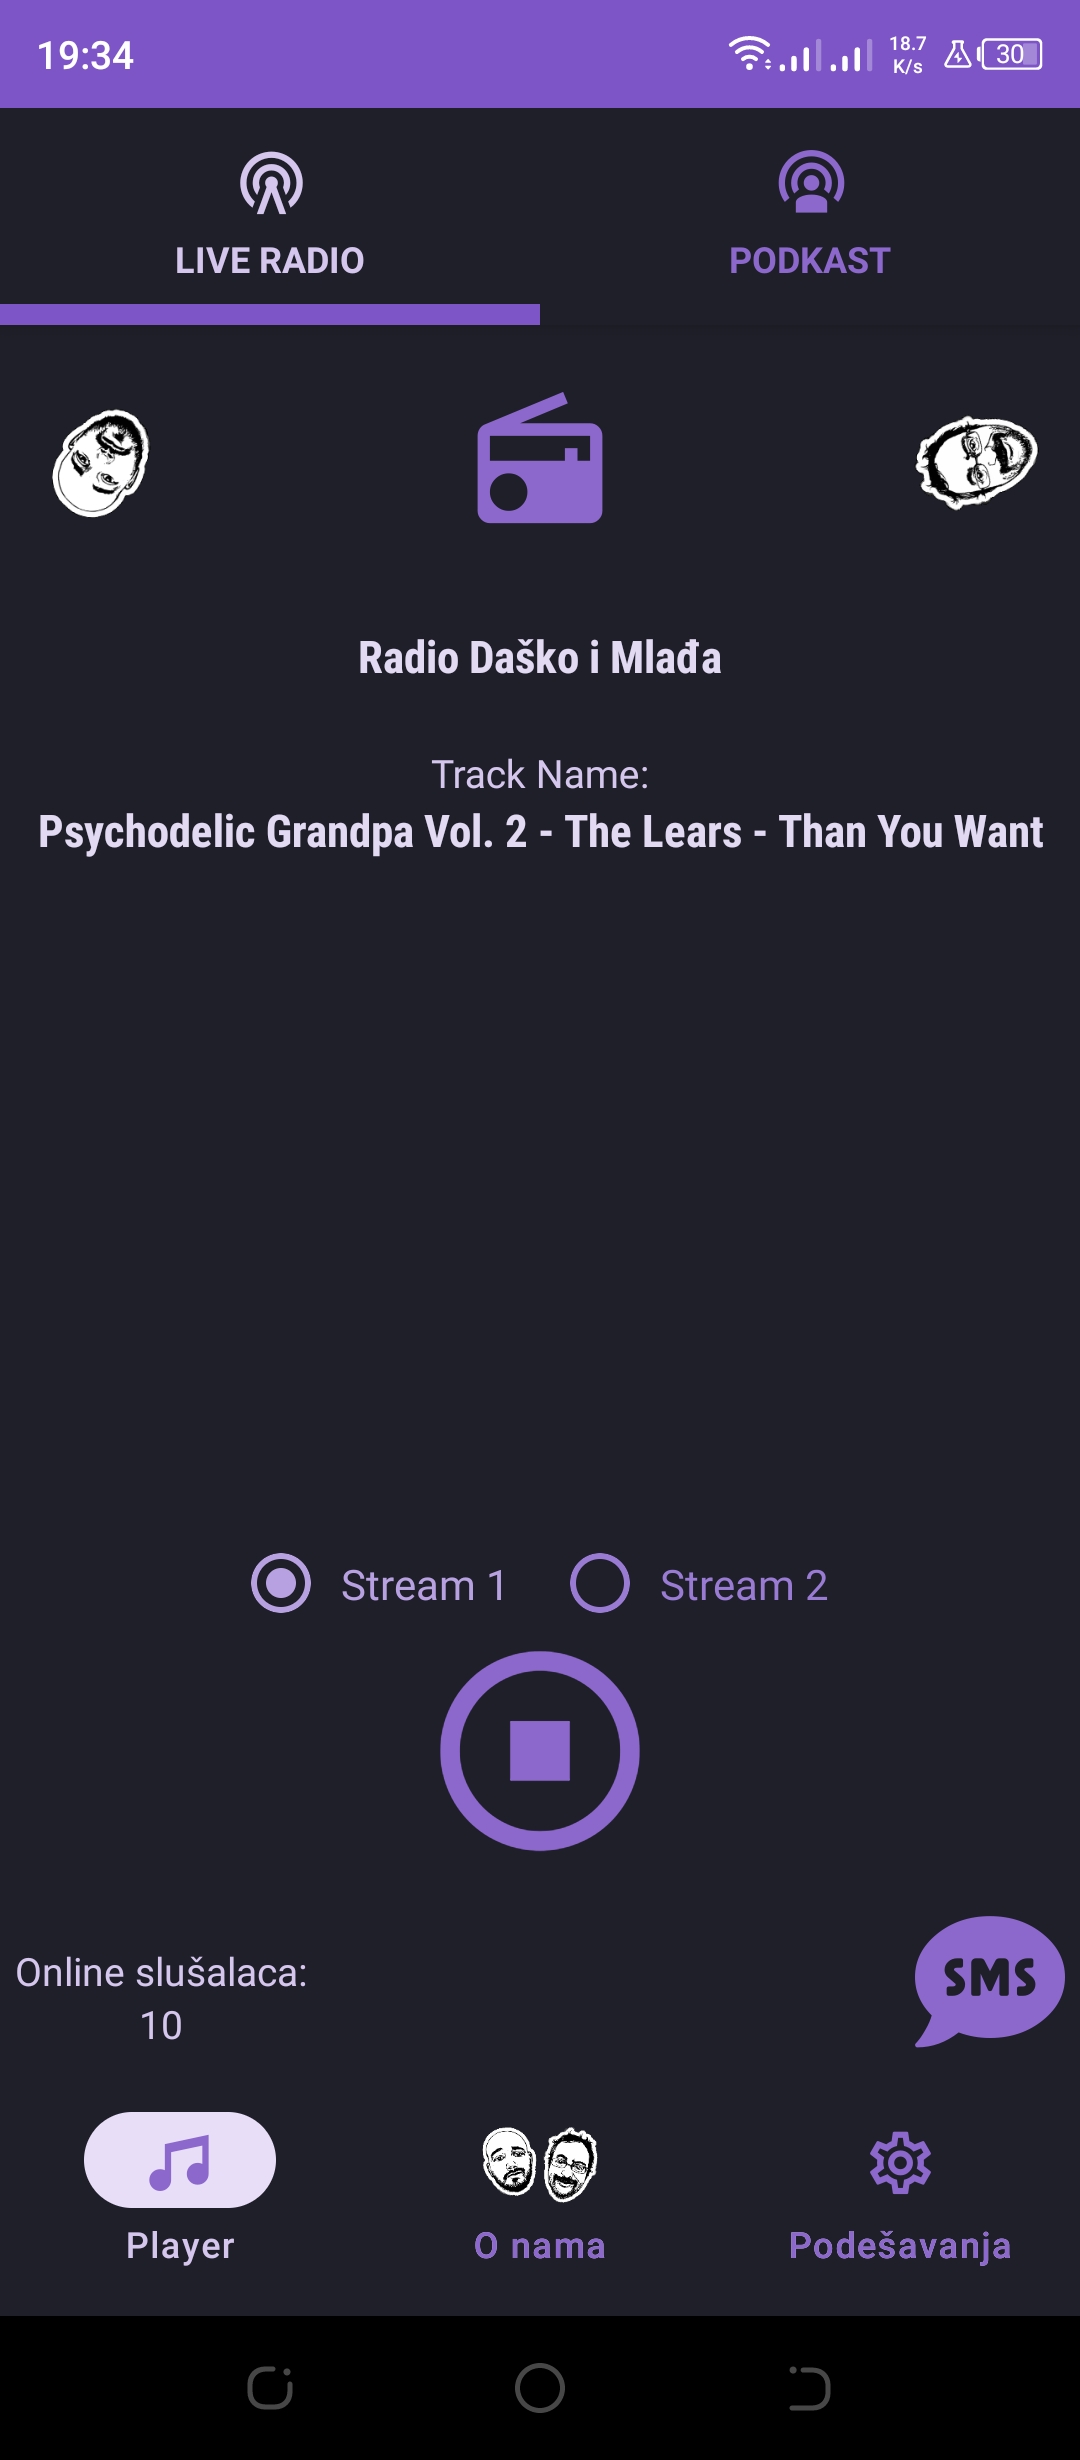 19:34
18.7
K/s
30
LIVE RADIO
PODKAST
Radio Daško i Mlađa
Track Name:
Psychodelic Grandpa Vol. 2 - The Lears - Than You Want
Stream 1
Stream 2
Online slušalaca:
10
SMS
Player
O nama
Podešavanja